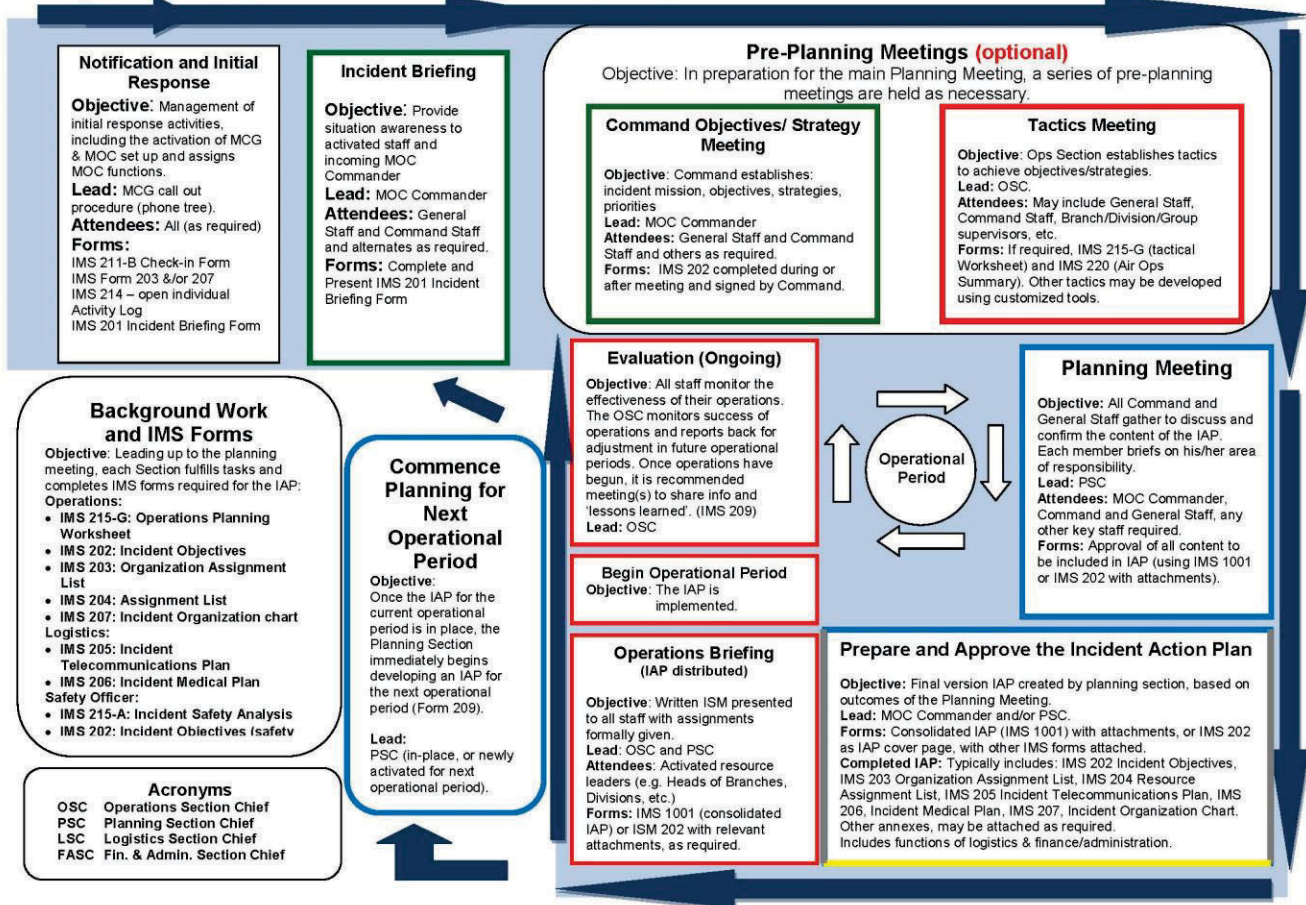 Notification and Initial
Response
Objective: Management of
initial response activities,
including the activation of MCG
& MOC set up and assigns
MOC functions.
Lead: MCG call out
procedure (phone tree).
Attendees: All (as required)
Forms:
IMS 211-B Check-in Form
IMS Form 203 &/or 207
IMS 214 – open individual
Activity Log
IMS 201 Incident Briefing Form
Incident Briefing
Objective: Provide
situation awareness to
activated staff and
incoming MOC
Commander
Lead: MOC Commander
Attendees: General
Staff and Command Staff
and alternates as required.
Forms: Complete and
Present IMS 201 Incident
Briefing Form
Pre-Planning Meetings (optional)
Objective: In preparation for the main Planning Meeting, a series of pre-planning
meetings are held as necessary.
Command Objectives/ Strategy
Meeting
Objective: Command establishes:
incident mission, objectives, strategies,
priorities
Lead: MOC Commander
Attendees: General Staff and Command
Staff and others as required.
Forms: IMS 202 completed during or
after meeting and signed by Command.
Tactics Meeting
Objective: Ops Section establishes tactics
to achieve objectives/strategies.
Lead: OSC.
Attendees: May include General Staff,
Command Staff, Branch/Division/Group
supervisors, etc.
Forms: If required, IMS 215-G (tactical
Worksheet) and IMS 220 (Air Ops
Summary). Other tactics may be developed
using customized tools.
Background Work
and IMS Forms
Objective: Leading up to the planning
meeting, each Section fulfills tasks and
completes IMS forms required for the IAP:
Operations:
• IMS 215-G: Operations Planning
Worksheet
• IMS 202: Incident Objectives
• IMS 203: Organization Assignment
List
• IMS 204: Assignment List
• IMS 207: Incident Organization chart
Logistics:
• IMS 205: Incident
Telecommunications Plan
• IMS 206: Incident Medical Plan
Safety Officer:
• IMS 215-A: Incident Safety Analysis
• IMS 202: Incident Objectives (safety
Acronyms
OSC Operations Section Chief
PSC Planning Section Chief
LSC Logistics Section Chief
FASC Fin. & Admin. Section Chief
Commence
Planning for
Next
Operational
Period
Objective:
Once the IAP for the
current operational
period is in place, the
Planning Section
immediately begins
developing an IAP for
the next operational
period (Form 209).
Lead:
PSC (in-place, or newly
activated for next
operational period).
Evaluation (Ongoing)
Objective: All staff monitor the
effectiveness of their operations.
The OSC monitors success of
operations and reports back for
adjustment in future operational
periods. Once operations have
begun, it is recommended
meeting(s) to share info and
'lessons learned'. (IMS 209)
Lead: OSC
Begin Operational Period
Objective: The IAP is
implemented.
Operations Briefing
(IAP distributed)
Objective: Written ISM presented
to all staff with assignments
formally given.
Lead: OSC and PSC
Attendees: Activated resource
leaders (e.g. Heads of Branches,
Divisions, etc.)
Forms: IMS 1001 (consolidated
IAP) or ISM 202 with relevant
attachments, as required.
Operational
Period
Planning Meeting
Objective: All Command and
General Staff gather to discuss and
confirm the content of the IAP.
Each member briefs on his/her area
of responsibility.
Lead: PSC
Attendees: MOC Commander,
Command and General Staff, any
other key staff required.
Forms: Approval of all content to
be included in IAP (using IMS 1001
or IMS 202 with attachments).
Prepare and Approve the Incident Action Plan
Objective: Final version IAP created by planning section, based on
outcomes of the Planning Meeting.
Lead: MOC Commander and/or PSC.
Forms: Consolidated IAP (IMS 1001) with attachments, or IMS 202
as IAP cover page, with other IMS forms attached.
Completed IAP: Typically includes: IMS 202 Incident Objectives,
IMS 203 Organization Assignment List, IMS 204 Resource
Assignment List, IMS 205 Incident Telecommunications Plan, IMS
206, Incident Medical Plan, IMS 207, Incident Organization Chart.
Other annexes, may be attached as required.
Includes functions of logistics & finance/administration.